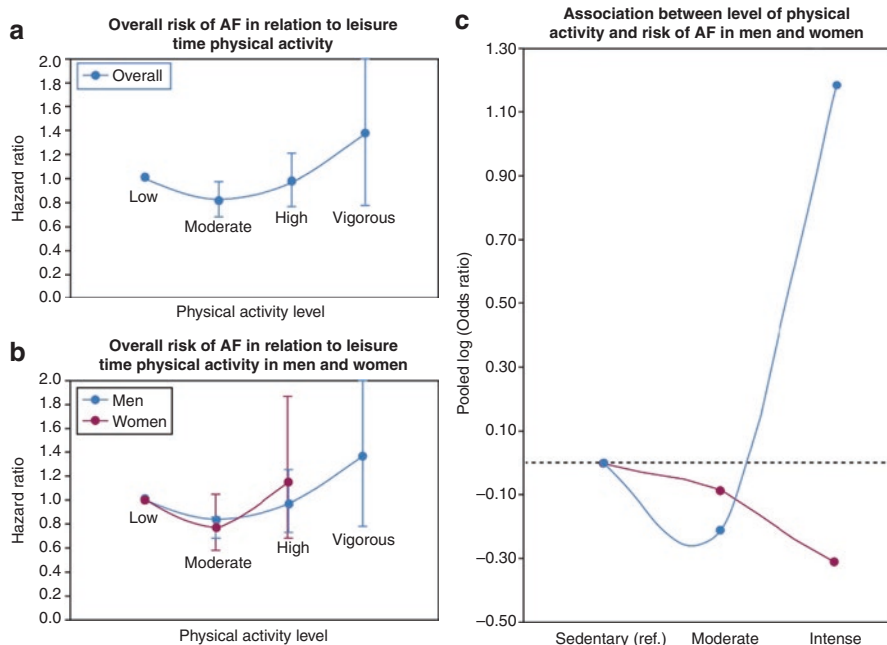 a
Overall risk of AF in relation to leisure
time physical activity
2.0
1.8
1.6
1.4
1.2
1.0
0.8
0.6
0.4
0.2
0.0
Hazard ratio
Overall
Low
Moderate
High
Vigorous
Physical activity level
b
Overall risk of AF in relation to leisure
time physical activity in men and women
2.0
1.8
1.6
1.4
1.2
1.0
0.8
0.6
0.4
0.2
0.0
Hazard ratio
Men
Women
Low
Moderate
High
Vigorous
Physical activity level
c
Association between level of physical
activity and risk of AF in men and women
1.30
1.10
0.90
0.70
0.50
0.30
0.10
–0.10
–0.30
–0.50
Pooled log (Odds ratio)
Sedentary (ref.) Moderate Intense